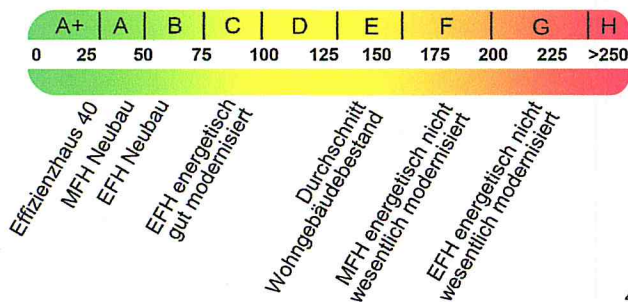 A+ A B C D E F G H
0 25 50 75 100 125 150 175 200 225 >250
Effizienzhaus 40
MFH Neubau
EFH Neubau
EFH energetisch
gut modernisiert
Durchschnitt
Wohngebäudebestand
MFH energetisch nicht
wesentlich modernisiert
EFH energetisch nicht
wesentlich modernisiert